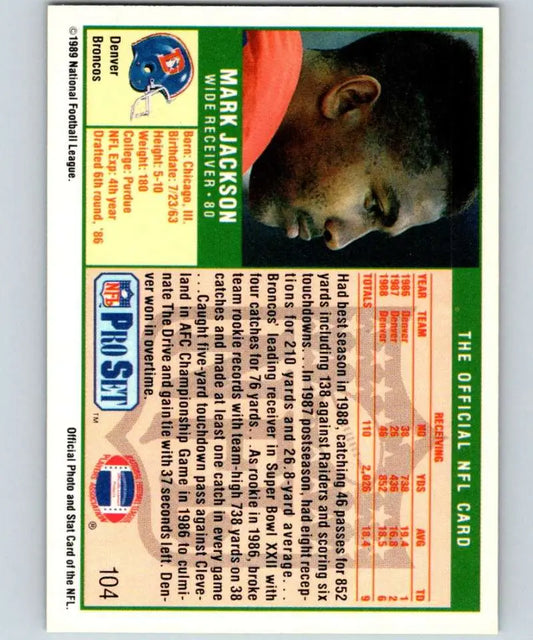 THE OFFICIAL NFL CARD
MARK JACKSON
WIDE RECEIVER • 80
Denver
Broncos
Born: Chicago, Ill.
Birthdate: 7/23/63
Height: 5-10
Weight: 180
College: Purdue
NFL Exp: 4th year
Drafted 6th round, '86
RECEIVING
YEAR TEAM NO YDS AVG TD
1986 Denver 38 738 19.4 1
1987 Denver 26 436 16.8 2
1988 Denver 46 852 18.5 6
TOTALS 110 2,026 18.4 9
Had best season in 1988, catching 46 passes for 852
yards including 138 against Raiders and scoring six
touchdowns. . . In 1987 postseason, had eight recep-
tions for 210 yards and 26.8-yard average. . .
Broncos' leading receiver in Super Bowl XXII with
four catches for 76 yards. . . As rookie in 1986, broke
team rookie records with team-high 738 yards on 38
catches and made at least one catch in every game
. . . Caught five-yard touchdown pass against Cleve-
land in AFC Championship Game in 1986 to culmi-
nate The Drive and gain tie with 37 seconds left. Den-
ver won in overtime.
NFL PRO SET ™
PLAYERS ASSOCIATION ®
104
©1989 National Football League.
Official Photo and Stat Card of the NFL.